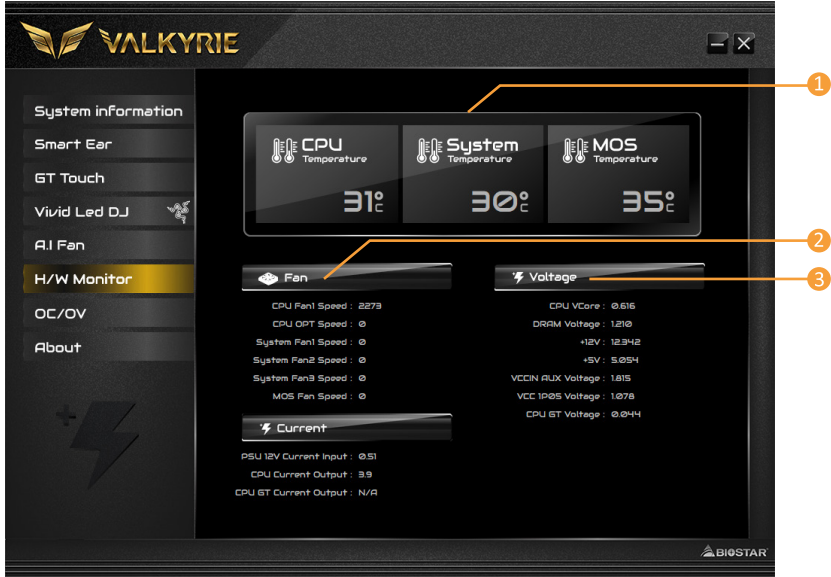 VALKYRIE
1
System information
Smart Ear
GT Touch
Vivid Led DJ
A.I Fan
H/W Monitor
OC/OV
About
CPU
Temperature
31°C
System
Temperature
30°C
MOS
Temperature
35°C
2
Fan
CPU Fan1 Speed : 2273
CPU OPT Speed : 0
System Fan1 Speed : 0
System Fan2 Speed : 0
System Fan3 Speed : 0
MOS Fan Speed : 0
3
Voltage
CPU VCore : 0.616
DRAM Voltage : 1.210
+12V : 12.342
+5V : 5.054
VCCIN AUX Voltage : 1.815
VCC 1P05 Voltage : 1.078
CPU GT Voltage : 0.044
Current
PSU 12V Current Input : 0.51
CPU Current Output : 3.9
CPU GT Current Output : N/A
BIOSTAR